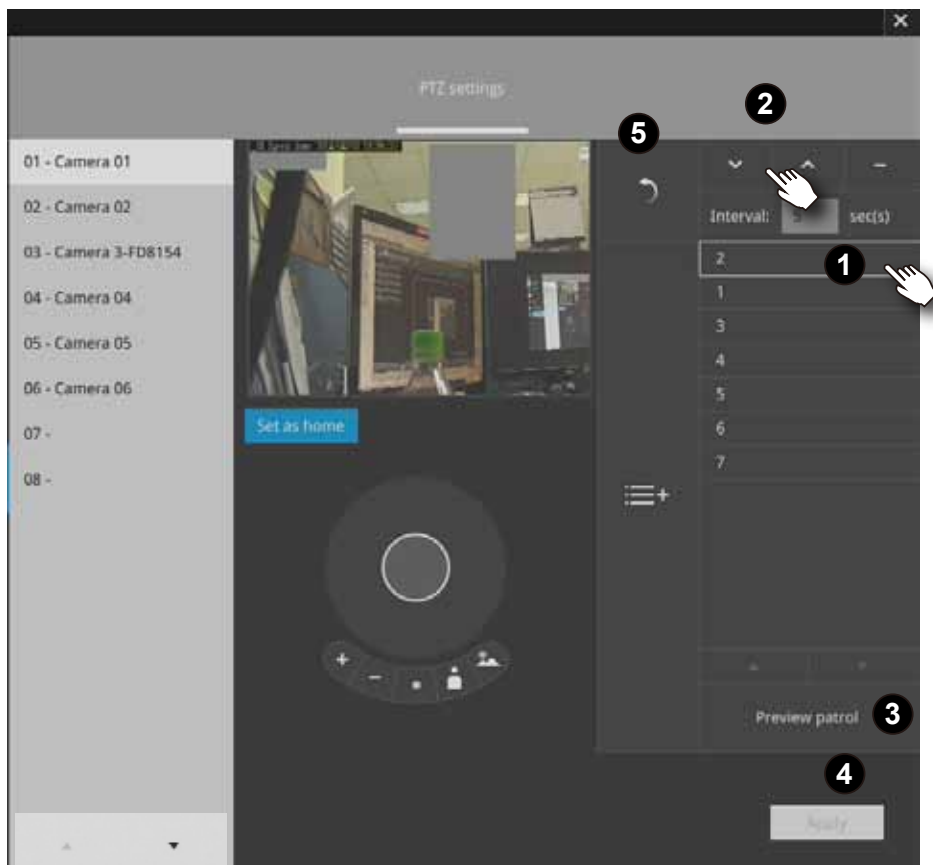 PTZ settings
2
5
01 - Camera 01
02 - Camera 02
03 - Camera 3-FD8154
04 - Camera 04
05 - Camera 05
06 - Camera 06
07 -
08 -
Set as home
Interval: 5 sec(s)
2
1
1
3
4
5
6
7
Preview patrol
3
4
Apply